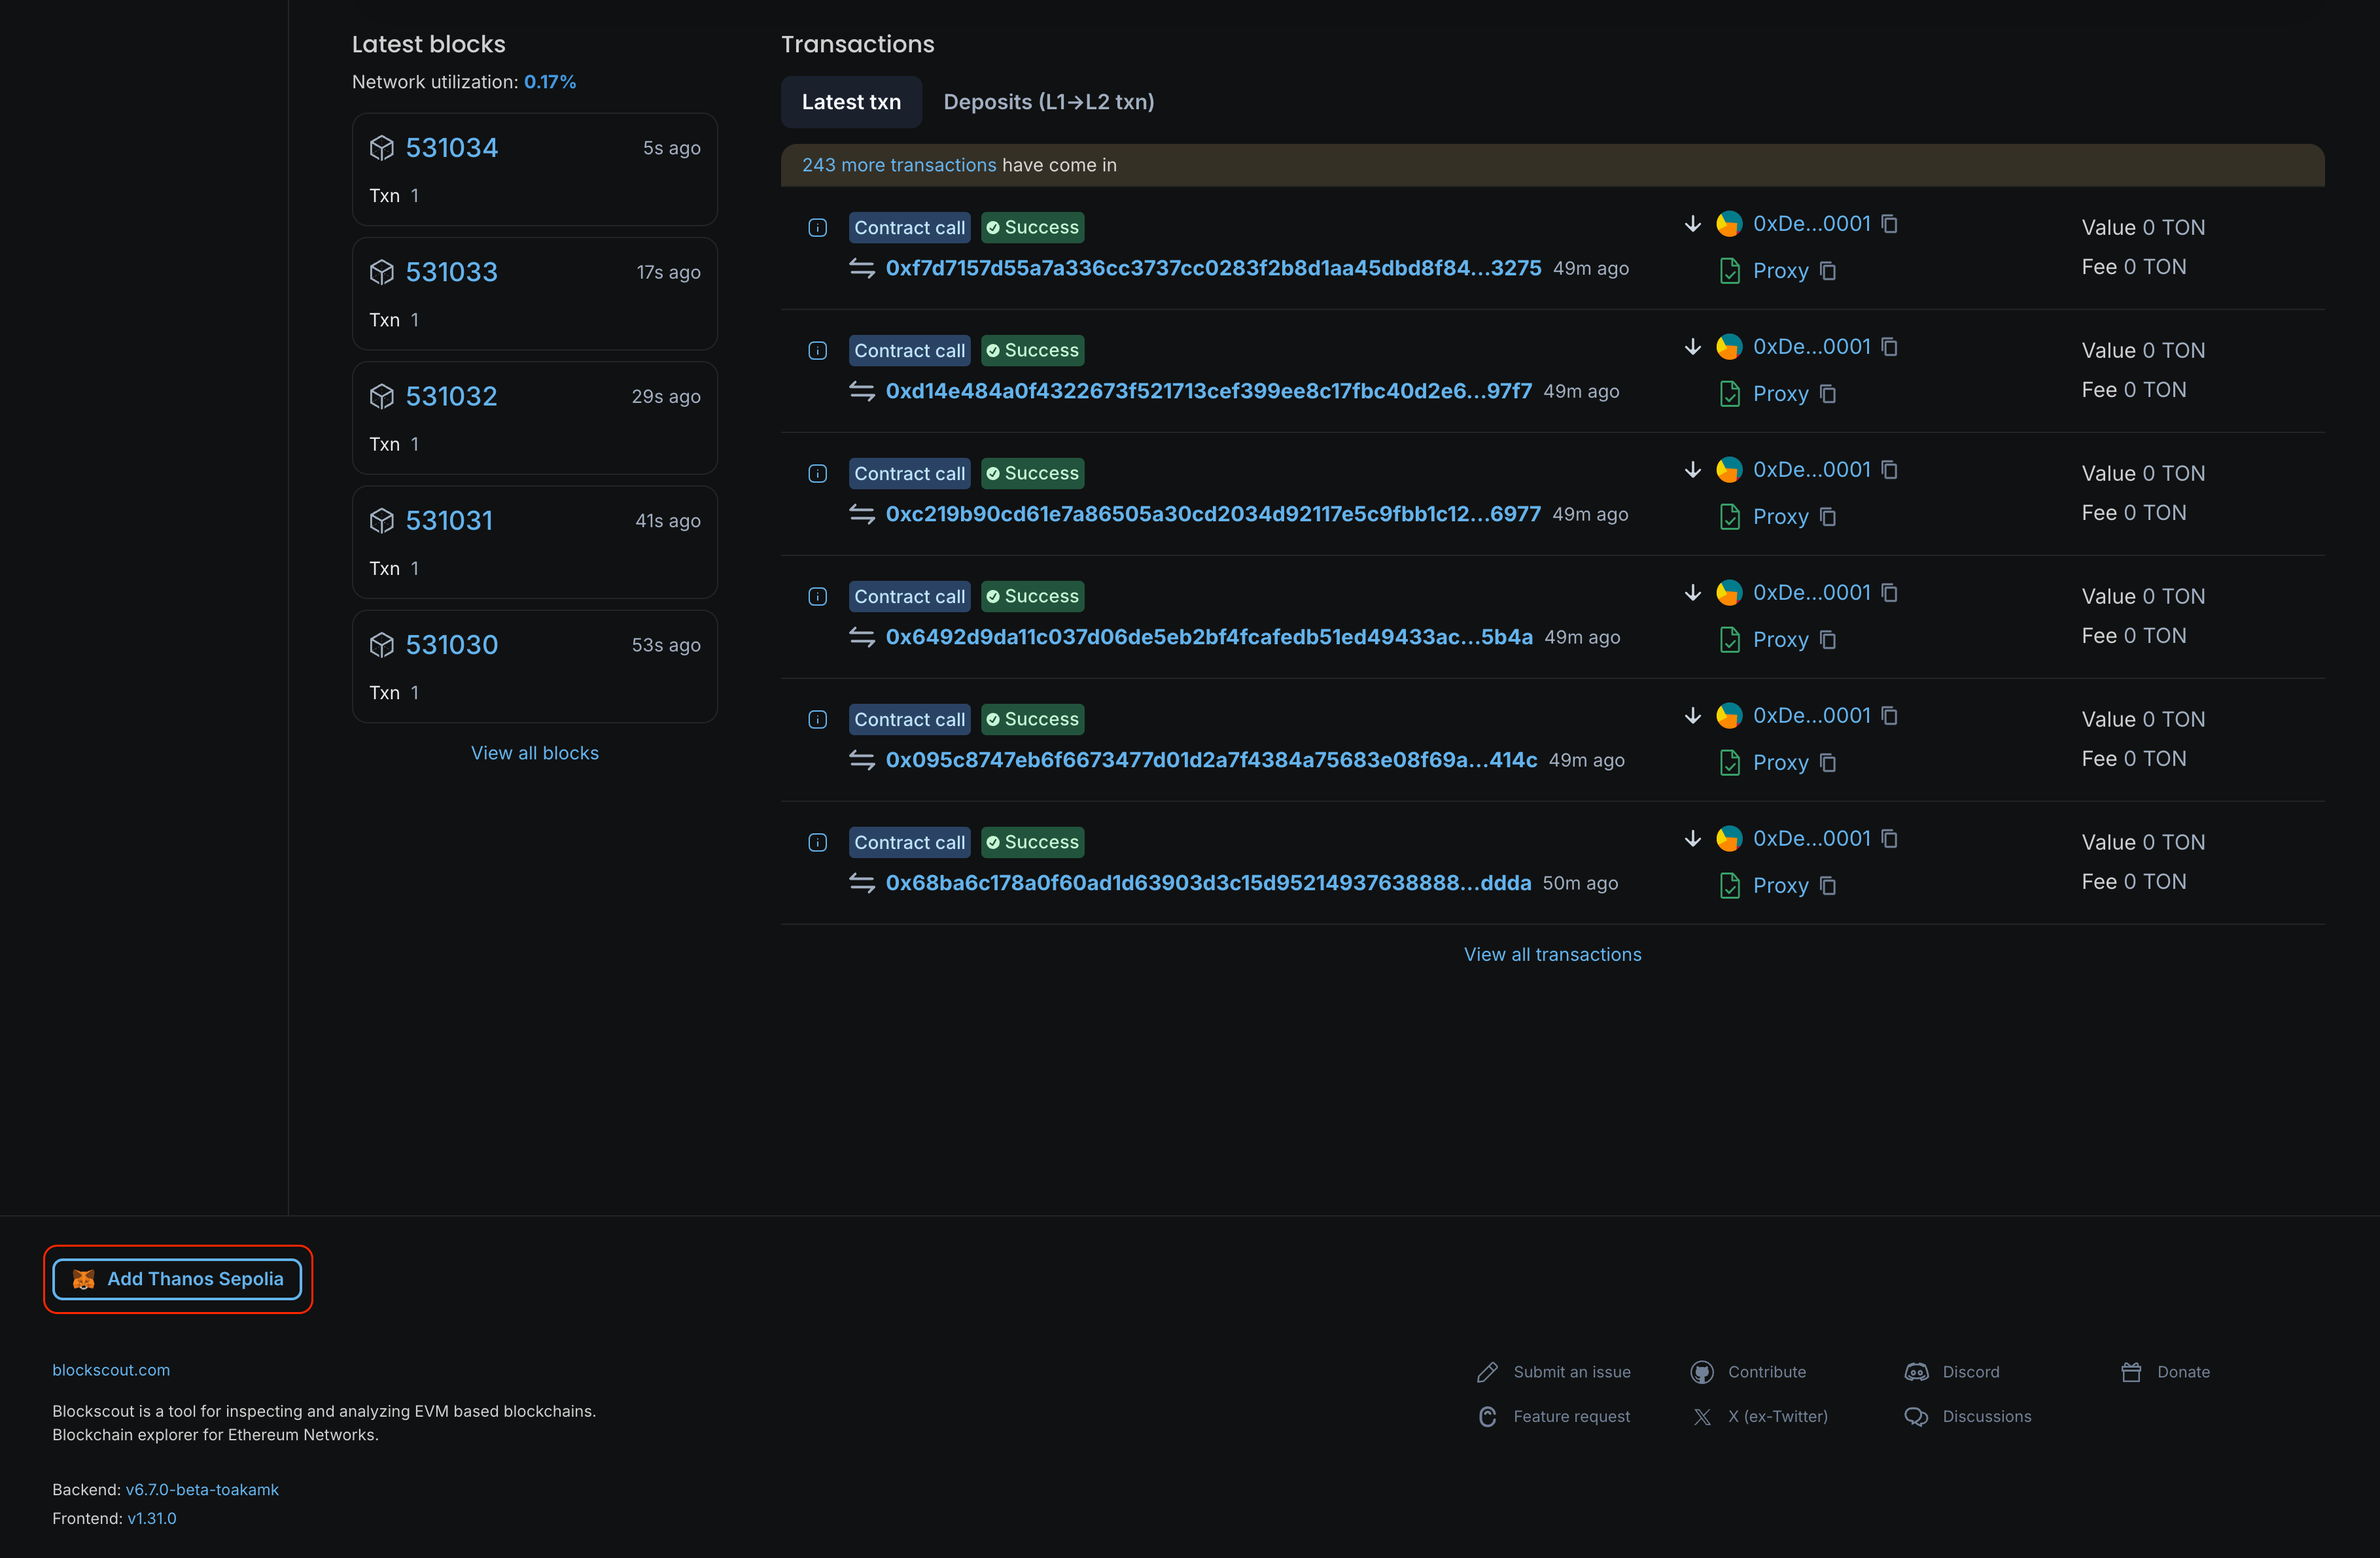 Latest blocks
Network utilization: 0.17%
531034 5s ago
Txn 1
531033 17s ago
Txn 1
531032 29s ago
Txn 1
531031 41s ago
Txn 1
531030 53s ago
Txn 1
View all blocks
Transactions
Latest txn Deposits (L1→L2 txn)
243 more transactions have come in
Contract call Success 0xDe...0001 Value 0 TON
0xf7d7157d55a7a336cc3737cc0283f2b8d1aa45dbd8f84...3275 49m ago Proxy Fee 0 TON
Contract call Success 0xDe...0001 Value 0 TON
0xd14e484a0f4322673f521713cef399ee8c17fbc40d2e6...97f7 49m ago Proxy Fee 0 TON
Contract call Success 0xDe...0001 Value 0 TON
0xc219b90cd61e7a86505a30cd2034d92117e5c9fbb1c12...6977 49m ago Proxy Fee 0 TON
Contract call Success 0xDe...0001 Value 0 TON
0x6492d9da11c037d06de5eb2bf4fcafedb51ed49433ac...5b4a 49m ago Proxy Fee 0 TON
Contract call Success 0xDe...0001 Value 0 TON
0x095c8747eb6f6673477d01d2a7f4384a75683e08f69a...414c 49m ago Proxy Fee 0 TON
Contract call Success 0xDe...0001 Value 0 TON
0x68ba6c178a0f60ad1d63903d3c15d95214937638888...ddda 50m ago Proxy Fee 0 TON
View all transactions
Add Thanos Sepolia
blockscout.com
Blockscout is a tool for inspecting and analyzing EVM based blockchains.
Blockchain explorer for Ethereum Networks.
Backend: v6.7.0-beta-toakamk
Frontend: v1.31.0
Submit an issue Contribute Discord Donate
Feature request X (ex-Twitter) Discussions